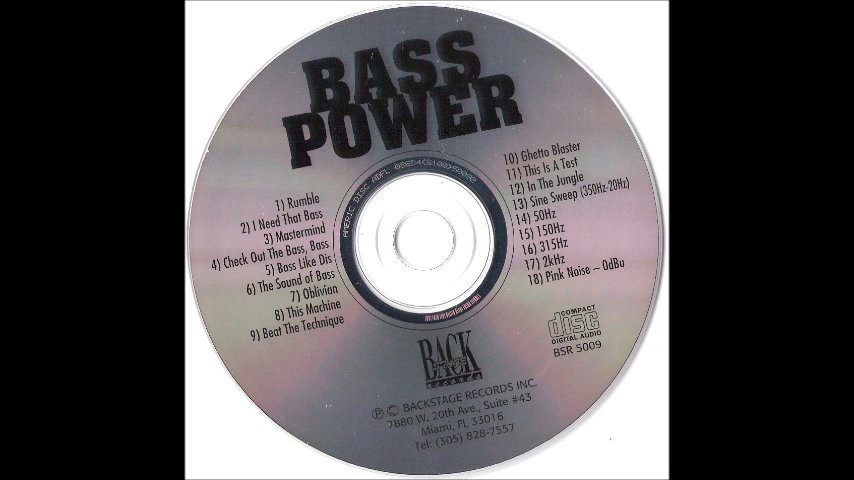 BASS
POWER
1) Rumble
2) I Need That Bass
3) Mastermind
4) Check Out The Bass, Bass
5) Bass Like Dis
6) The Sound of Bass
7) Oblivian
8) This Machine
9) Beat The Technique
10) Ghetto Blaster
11) This Is A Test
12) In The Jungle
13) Sine Sweep (350Hz-20Hz)
14) 50Hz
15) 150Hz
16) 315Hz
17) 2kHz
18) Pink Noise ~ 0dBu
AMERIC DISC ADFL
BACK
records
COMPACT
disc
DIGITAL AUDIO
BSR 5009
℗ © BACKSTAGE RECORDS INC.
7880 W. 20th Ave., Suite #43
Miami, FL 33016
Tel: (305) 828-7557